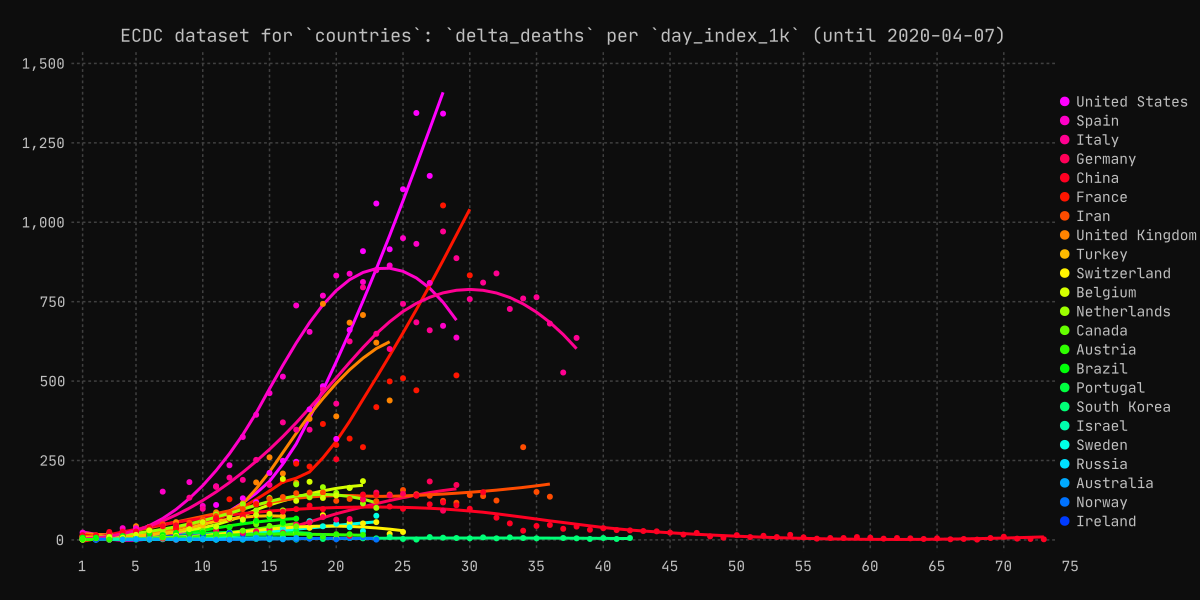 ECDC dataset for `countries`: `delta_deaths` per `day_index_1k` (until 2020-04-07)
1,500
1,250
1,000
750
500
250
0
1 5 10 15 20 25 30 35 40 45 50 55 60 65 70 75
United States
Spain
Italy
Germany
China
France
Iran
United Kingdom
Turkey
Switzerland
Belgium
Netherlands
Canada
Austria
Brazil
Portugal
South Korea
Israel
Sweden
Russia
Australia
Norway
Ireland